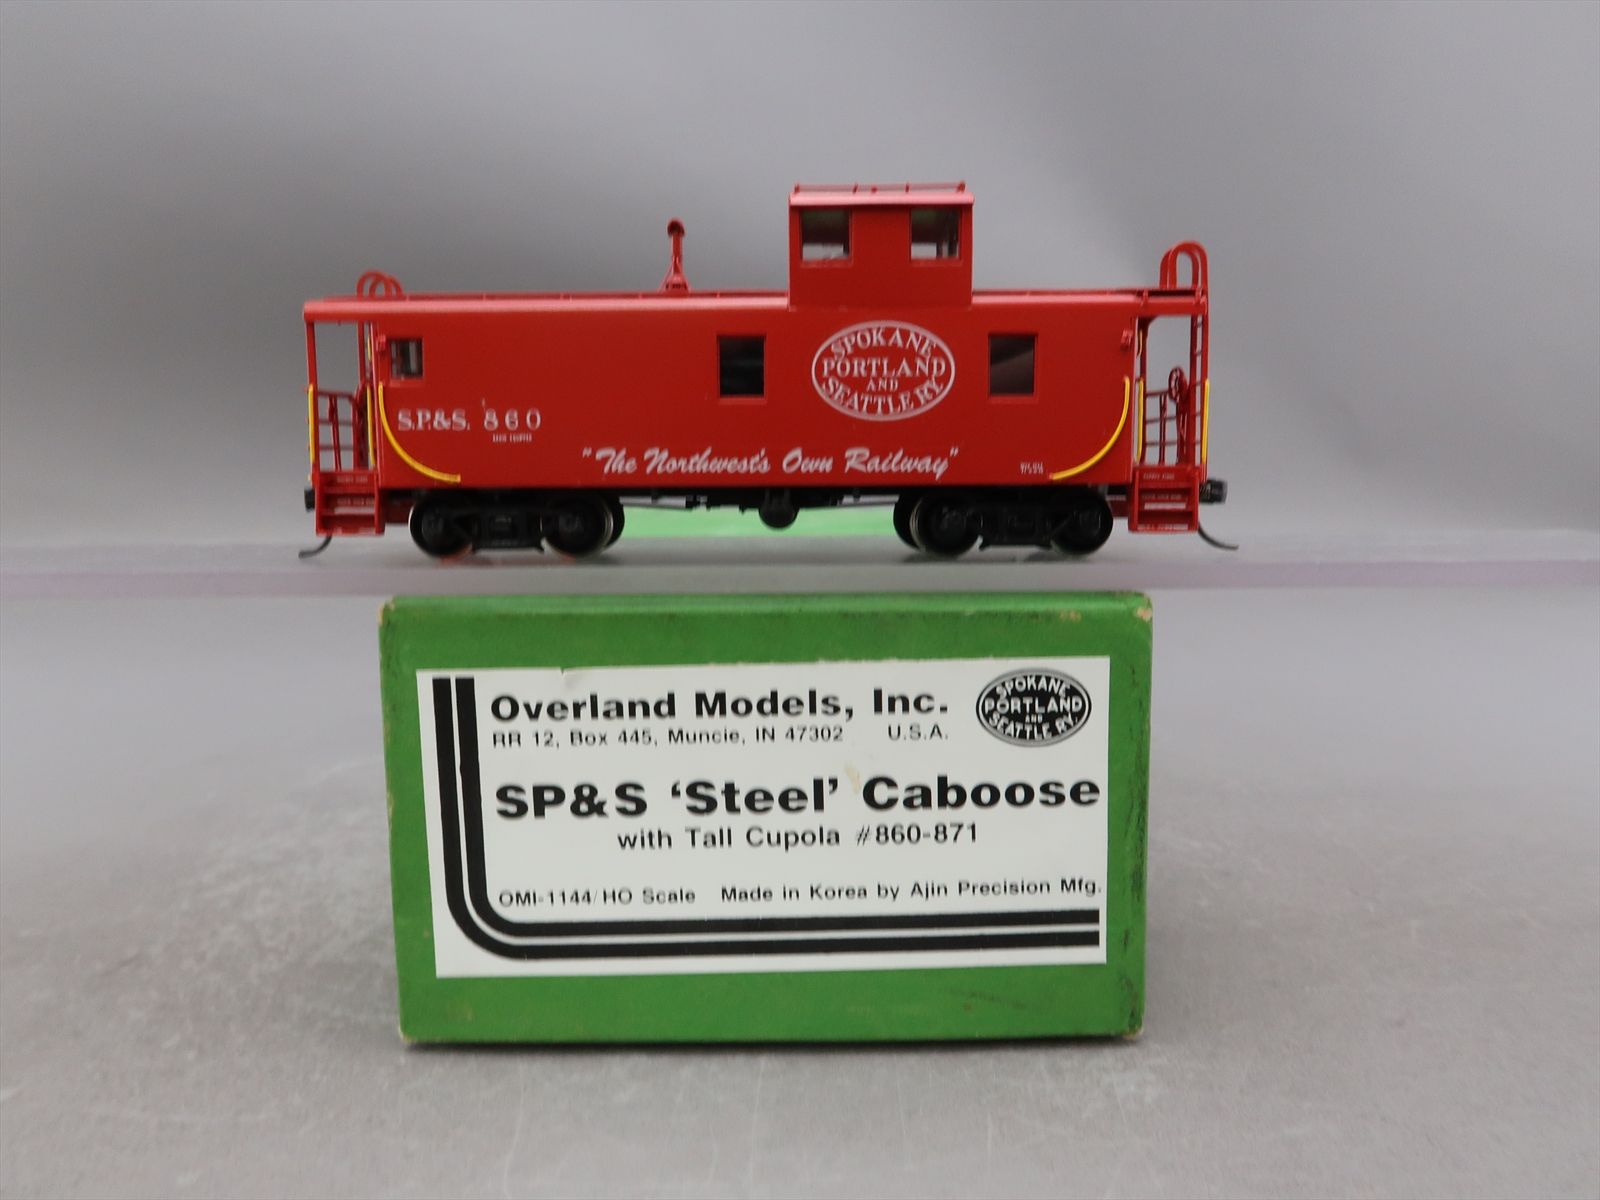 SPOKANE
PORTLAND
AND
SEATTLE RY.
S.P.&S. 860
"The Northwest's Own Railway"
Overland Models, Inc.
RR 12, Box 445, Muncie, IN 47302 U.S.A.
SPOKANE
PORTLAND
AND
SEATTLE RY.
SP&S 'Steel' Caboose
with Tall Cupola #860-871
OMI-1144/HO Scale Made in Korea by Ajin Precision Mfg.